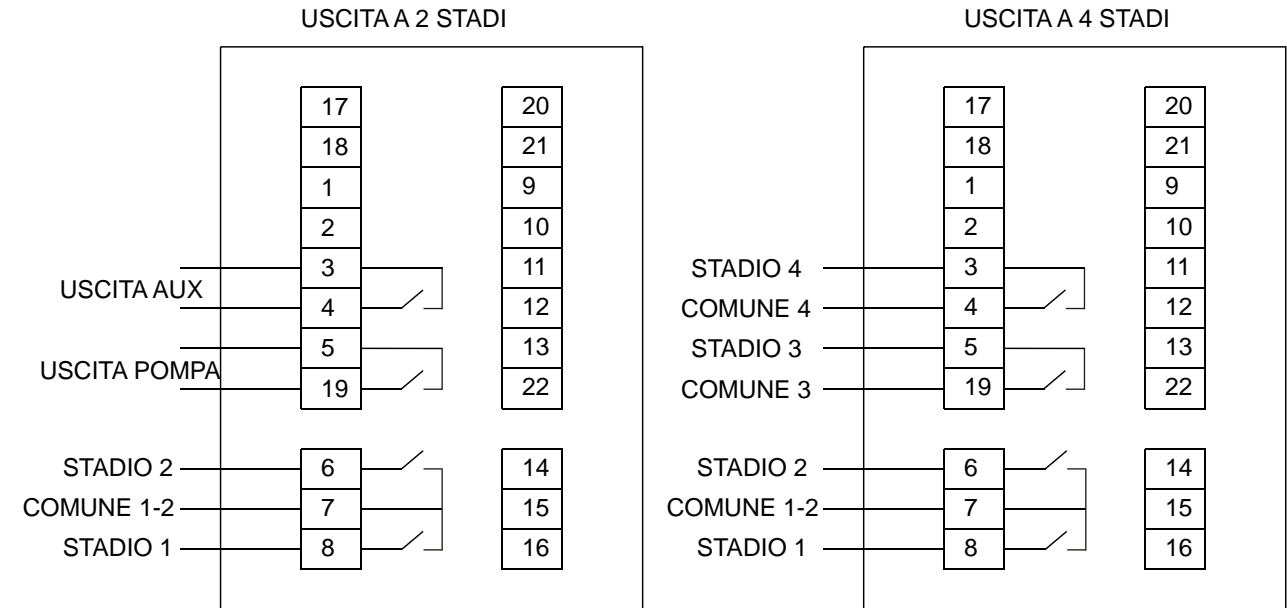 USCITA A 2 STADI
17 20
18 21
1 9
2 10
3 11
USCITA AUX
4 12
5 13
USCITA POMPA
19 22
STADIO 2 6 14
COMUNE 1-2 7 15
STADIO 1 8 16
USCITA A 4 STADI
17 20
18 21
1 9
2 10
STADIO 4 3 11
COMUNE 4 4 12
STADIO 3 5 13
COMUNE 3 19 22
STADIO 2 6 14
COMUNE 1-2 7 15
STADIO 1 8 16